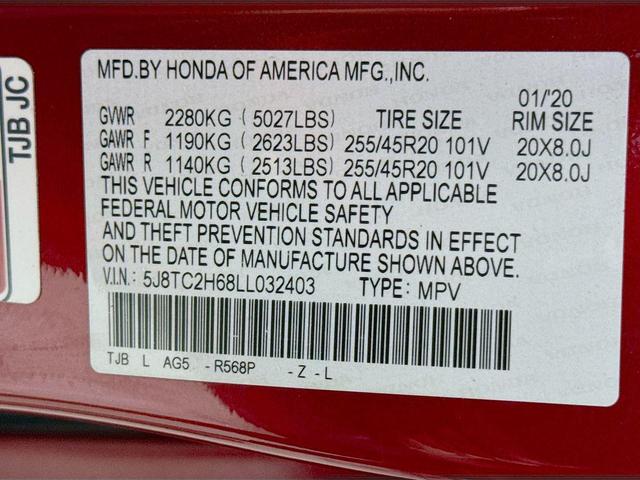 TJB JC
MFD.BY HONDA OF AMERICA MFG.,INC.
01/'20
GVWR 2280KG ( 5027LBS) TIRE SIZE RIM SIZE
GAWR F 1190KG ( 2623LBS) 255/45R20 101V 20X8.0J
GAWR R 1140KG ( 2513LBS) 255/45R20 101V 20X8.0J
THIS VEHICLE CONFORMS TO ALL APPLICABLE
FEDERAL MOTOR VEHICLE SAFETY
AND THEFT PREVENTION STANDARDS IN EFFECT
ON THE DATE OF MANUFACTURE SHOWN ABOVE.
V.I.N.: 5J8TC2H68LL032403 TYPE: MPV
TJB L AG5 - R568P - Z - L